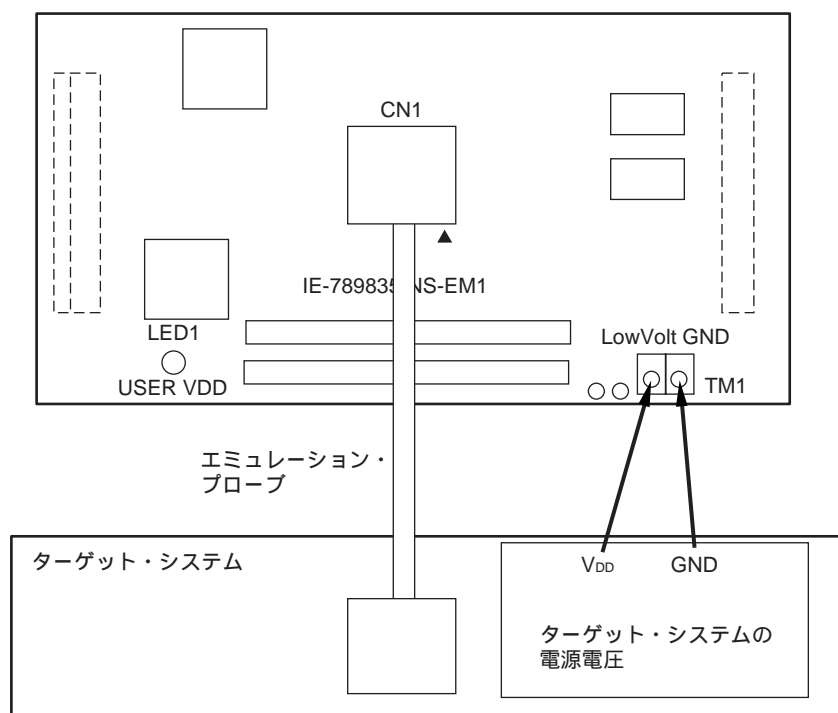 CN1
IE-789835 NS-EM1
LED1
USER VDD
LowVolt GND
TM1
エミュレーション・
プローブ
ターゲット・システム
VDD
GND
ターゲット・システムの
電源電圧